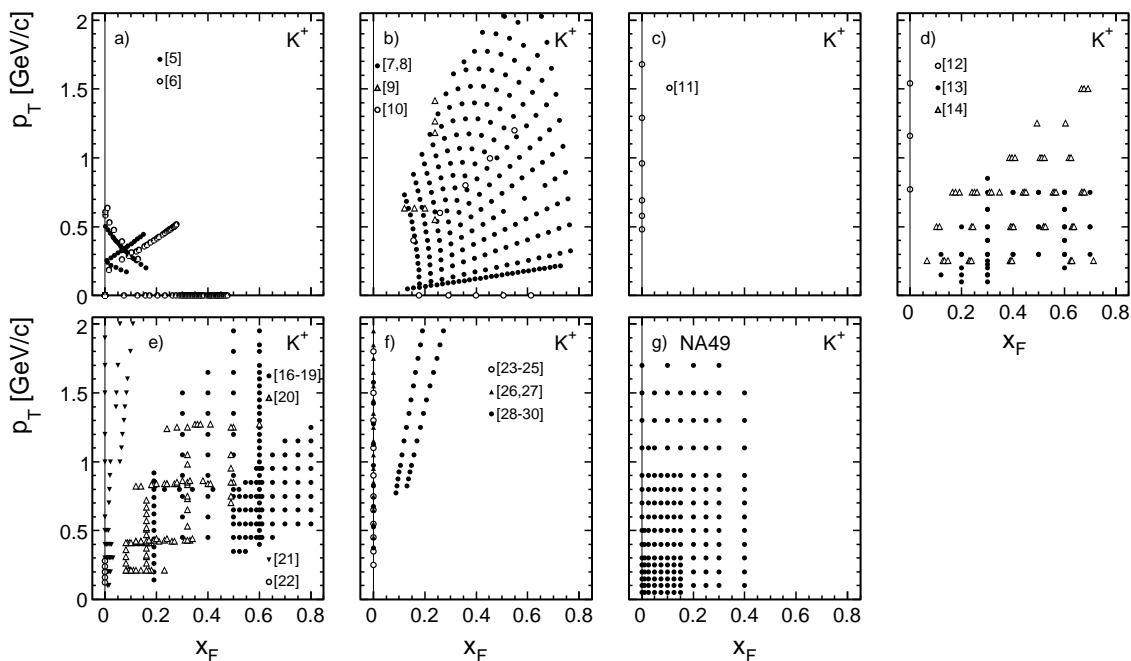 p_T [GeV/c]
2
1.5
1
0.5
0
a)
K^+
[5]
[6]
b)
K^+
[7,8]
[9]
[10]
c)
K^+
[11]
d)
K^+
[12]
[13]
[14]
0 0.2 0.4 0.6 0.8
x_F
p_T [GeV/c]
2
1.5
1
0.5
0
e)
K^+
[16-19]
[20]
[21]
[22]
0 0.2 0.4 0.6 0.8
x_F
f)
K^+
[23-25]
[26,27]
[28-30]
0 0.2 0.4 0.6 0.8
x_F
g) NA49
K^+
0 0.2 0.4 0.6 0.8
x_F